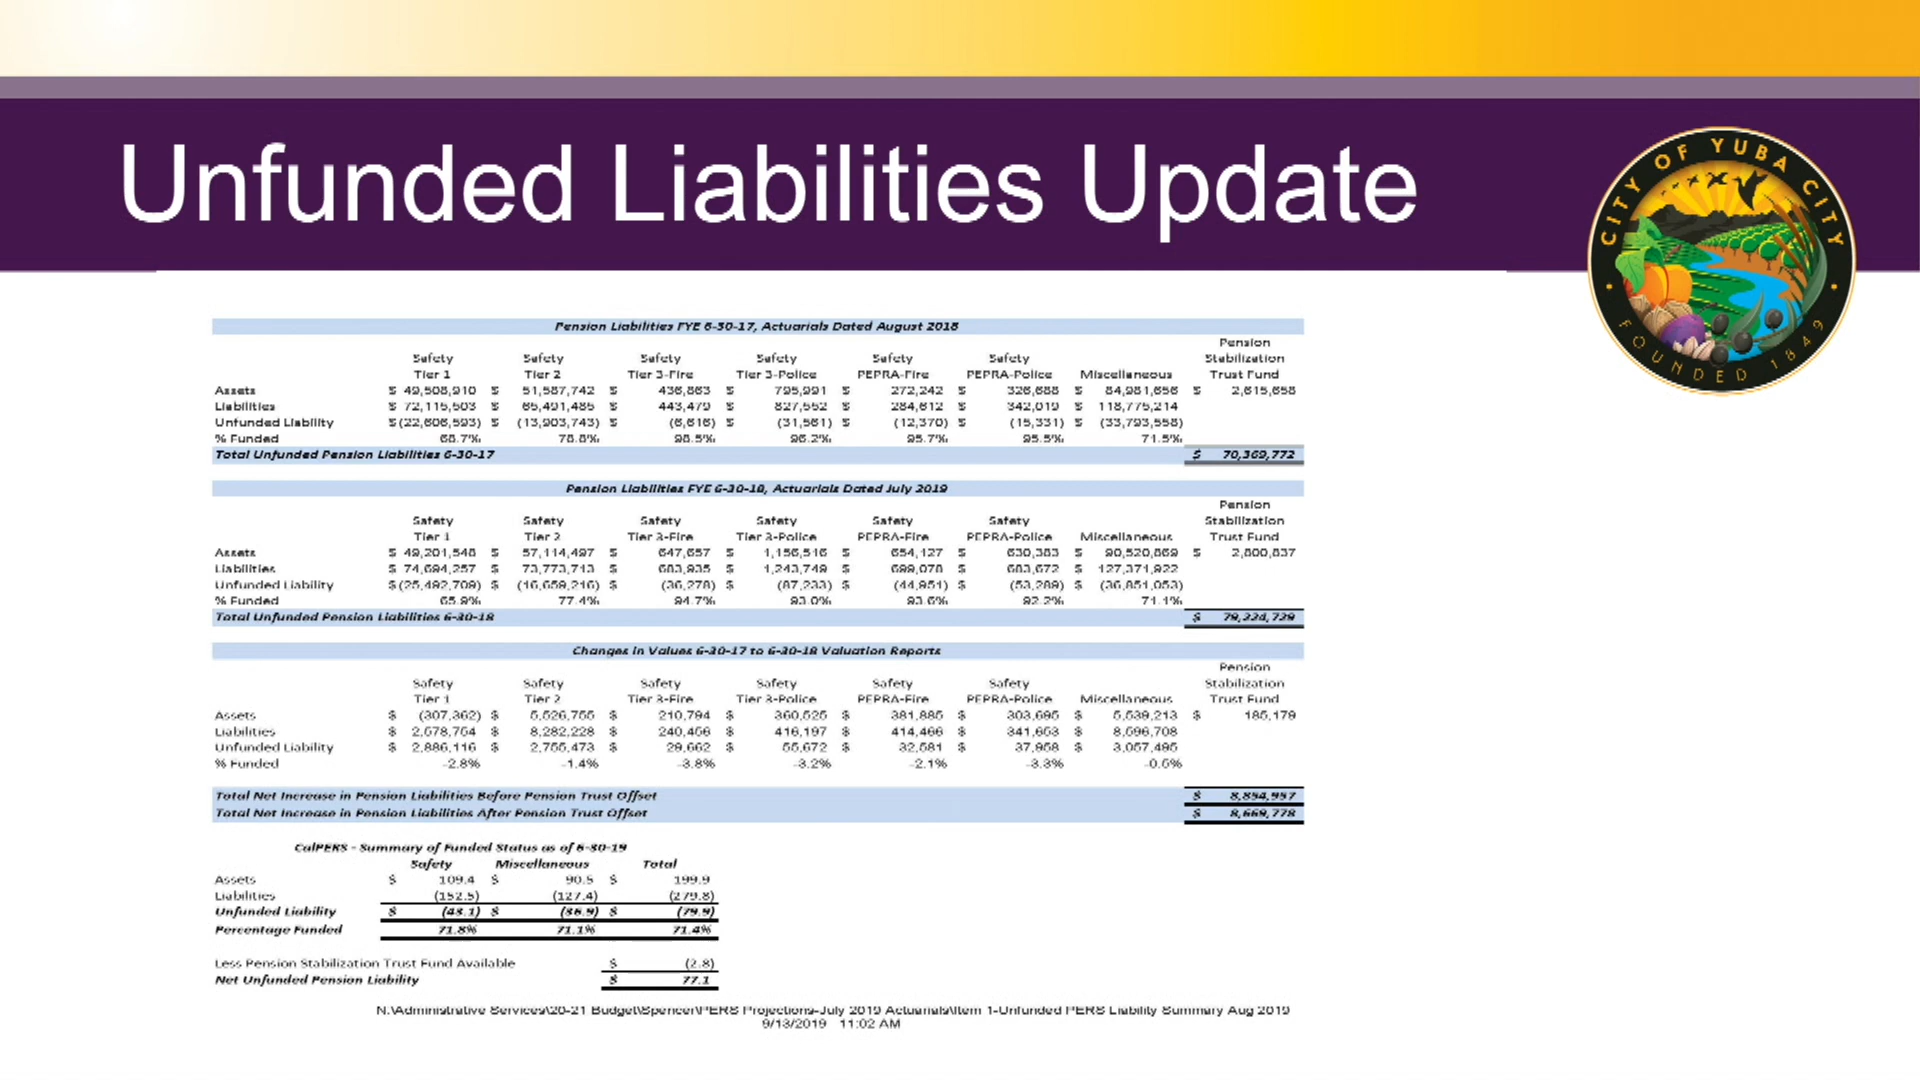 Unfunded Liabilities Update
CITY OF YUBA CITY
FOUNDED 1849
Pension Liabilities FYE 6-30-17, Actuarials Dated August 2018
Pension
Safety Safety Safety Safety Safety Safety Stabilization
Tier 1 Tier 2 Tier 3-Fire Tier 3-Police PEPRA-Fire PEPRA-Police Miscellaneous Trust Fund
Assets $ 49,508,910 $ 51,587,742 $ 436,863 $ 795,991 $ 272,242 $ 326,688 $ 84,981,656 $ 2,615,658
Liabilities $ 72,115,503 $ 65,491,485 $ 443,479 $ 827,552 $ 284,612 $ 342,019 $ 118,775,214
Unfunded Liability $ (22,606,593) $ (13,903,743) $ (6,616) $ (31,561) $ (12,370) $ (15,331) $ (33,793,558)
% Funded 68.7% 78.8% 98.5% 96.2% 95.7% 95.5% 71.5%
Total Unfunded Pension Liabilities 6-30-17 $ 70,369,772
Pension Liabilities FYE 6-30-18, Actuarials Dated July 2019
Pension
Safety Safety Safety Safety Safety Safety Stabilization
Tier 1 Tier 2 Tier 3-Fire Tier 3-Police PEPRA-Fire PEPRA-Police Miscellaneous Trust Fund
Assets $ 49,201,548 $ 57,114,497 $ 647,657 $ 1,156,516 $ 654,127 $ 630,383 $ 90,520,869 $ 2,800,837
Liabilities $ 74,694,257 $ 73,773,713 $ 683,935 $ 1,243,749 $ 699,078 $ 683,672 $ 127,371,922
Unfunded Liability $ (25,492,709) $ (16,659,216) $ (36,278) $ (87,233) $ (44,951) $ (53,289) $ (36,851,053)
% Funded 65.9% 77.4% 94.7% 93.0% 93.6% 92.2% 71.1%
Total Unfunded Pension Liabilities 6-30-18 $ 79,224,729
Changes in Values 6-30-17 to 6-30-18 Valuation Reports
Pension
Safety Safety Safety Safety Safety Safety Stabilization
Tier 1 Tier 2 Tier 3-Fire Tier 3-Police PEPRA-Fire PEPRA-Police Miscellaneous Trust Fund
Assets $ (307,362) $ 5,526,755 $ 210,794 $ 360,525 $ 381,885 $ 303,695 $ 5,539,213 $ 185,179
Liabilities $ 2,578,754 $ 8,282,228 $ 240,456 $ 416,197 $ 414,466 $ 341,653 $ 8,596,708
Unfunded Liability $ 2,886,116 $ 2,755,473 $ 29,662 $ 55,672 $ 32,581 $ 37,958 $ 3,057,495
% Funded -2.8% -1.4% -3.8% -3.2% -2.1% -3.3% -0.5%
Total Net Increase in Pension Liabilities Before Pension Trust Offset $ 8,854,957
Total Net Increase in Pension Liabilities After Pension Trust Offset $ 8,669,778
CalPERS - Summary of Funded Status as of 6-30-19
Safety Miscellaneous Total
Assets $ 109.4 $ 90.5 $ 199.9
Liabilities (152.5) (127.4) (279.8)
Unfunded Liability $ (43.1) $ (36.9) $ (79.9)
Percentage Funded 71.8% 71.1% 71.4%
Less Pension Stabilization Trust Fund Available $ (2.8)
Net Unfunded Pension Liability $ 77.1
N:\Administrative Services\20-21 Budget\Spencer\PERS Projections-July 2019 Actuarials\Item 1-Unfunded PERS Liability Summary Aug 2019
9/13/2019 11:02 AM